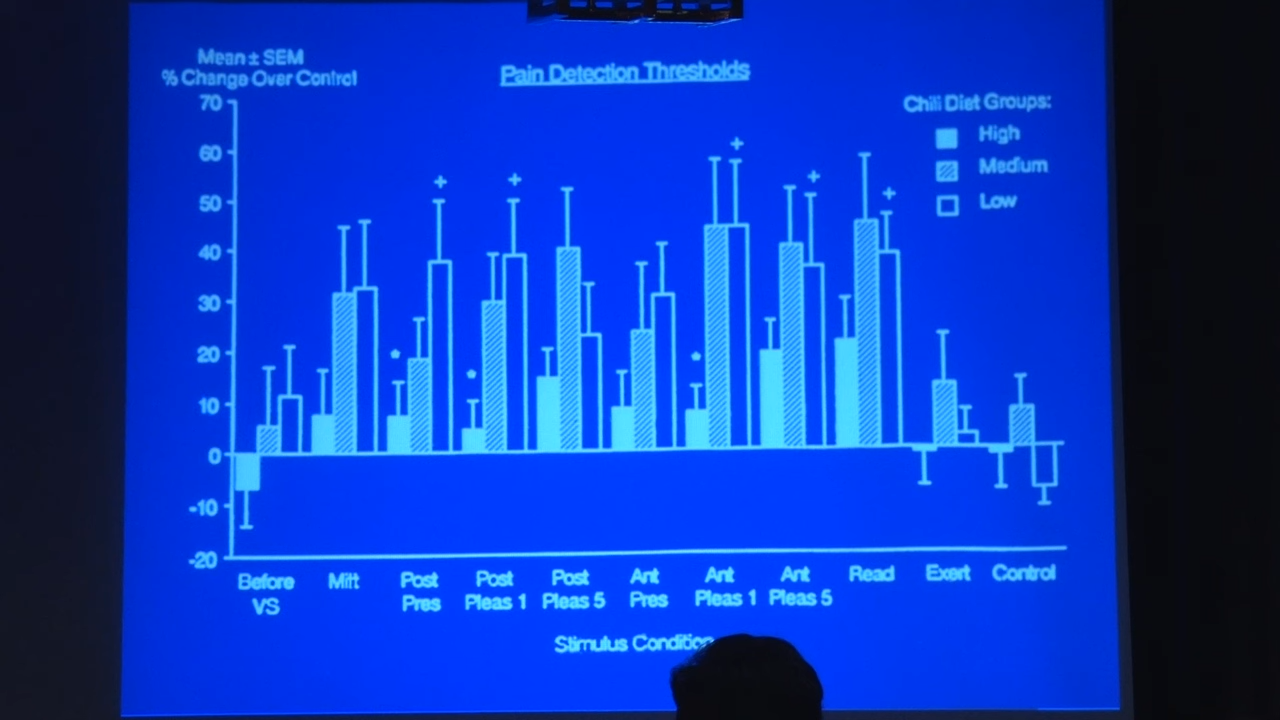 Mean ± SEM
% Change Over Control
Pain Detection Thresholds
Chili Diet Groups:
High
Medium
Low
70
60
50
40
30
20
10
0
-10
-20
+ + + + + +
* * *
Before VS
Mitt
Post Pres
Post Pleas 1
Post Pleas 5
Ant Pres
Ant Pleas 1
Ant Pleas 5
Read
Exert
Control
Stimulus Condition